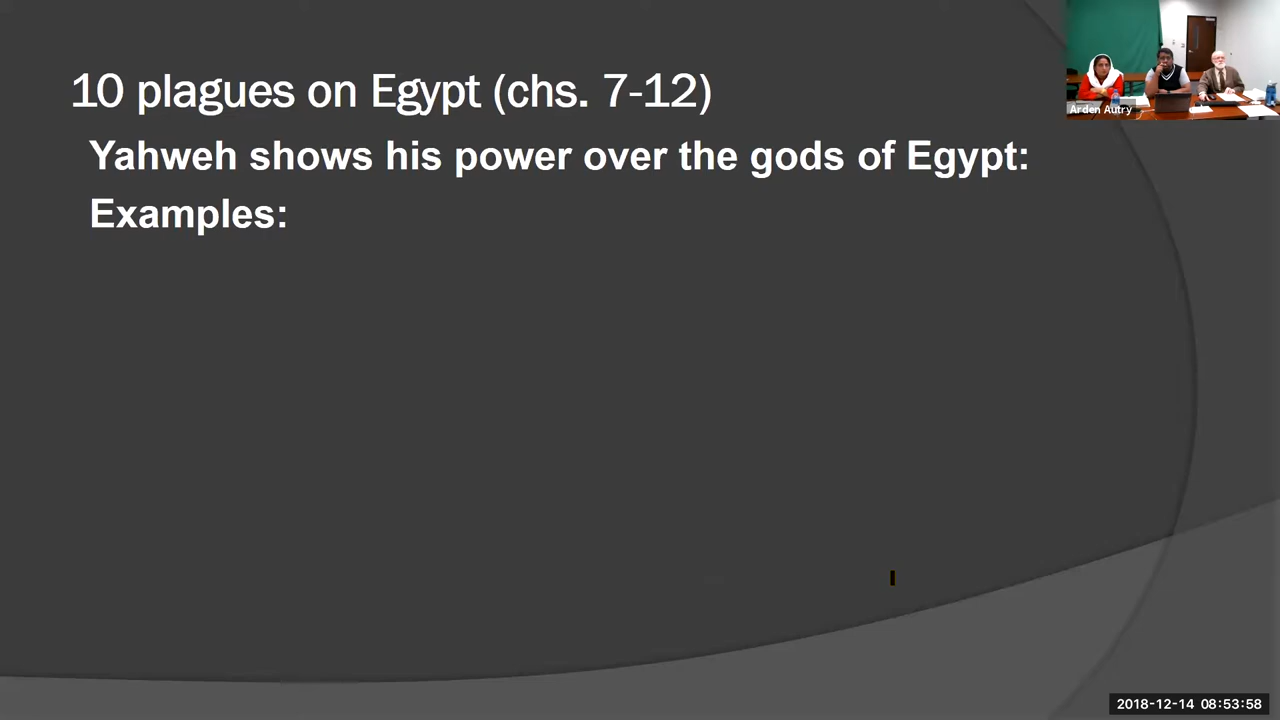 10 plagues on Egypt (chs. 7-12)
Yahweh shows his power over the gods of Egypt:
Examples:
Arden Autry
2018-12-14 08:53:58